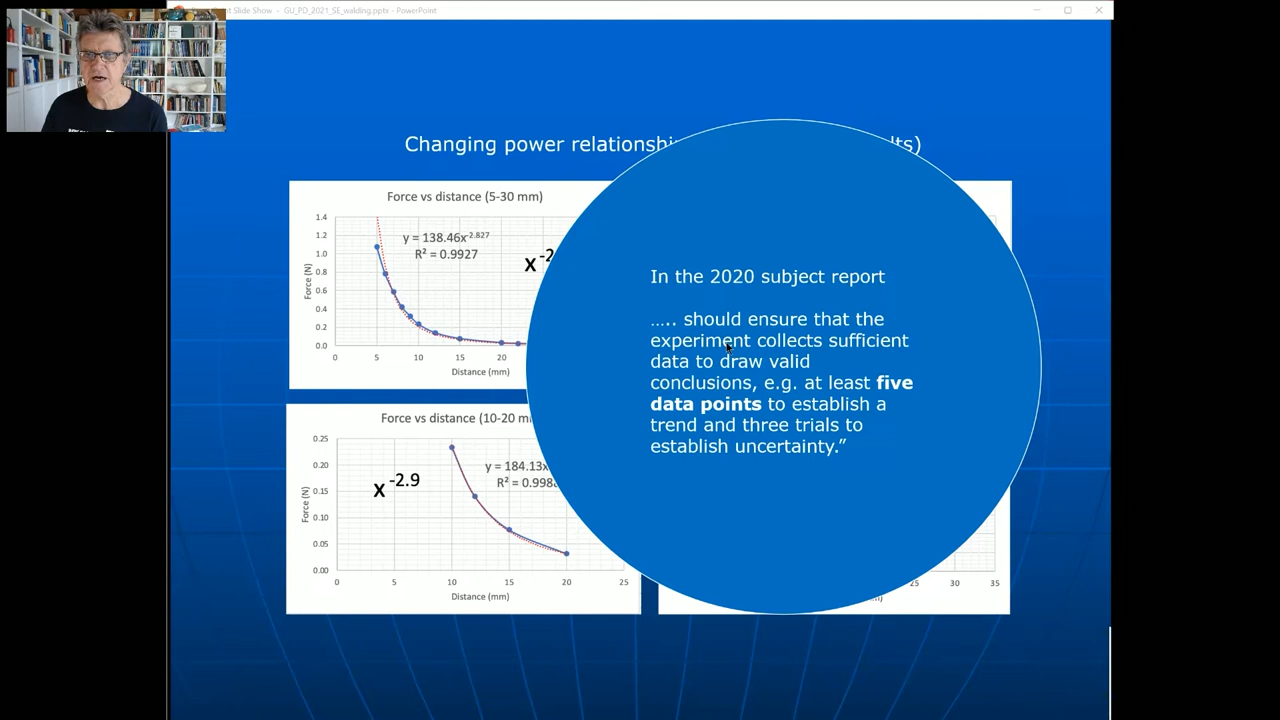 Slide Show - GU_PD_2021_SE_walding.pptx - PowerPoint
Changing power
lts)
Force vs distance (5-30 mm)
1.4
1.2
1.0
0.8
0.6
0.4
0.2
0.0
Force (N)
y = 138.46x^-2.827
R² = 0.9927
x^-2
0 5 10 15 20
Distance (mm)
Force vs distance (10-20
0.25
0.20
0.15
0.10
0.05
0.00
Force (N)
x^-2.9
y = 184.13x
R² = 0.998
0 5 10 15 20 25
Distance (mm)
25 30 35
In the 2020 subject report
….. should ensure that the
experiment collects sufficient
data to draw valid
conclusions, e.g. at least five
data points to establish a
trend and three trials to
establish uncertainty.”